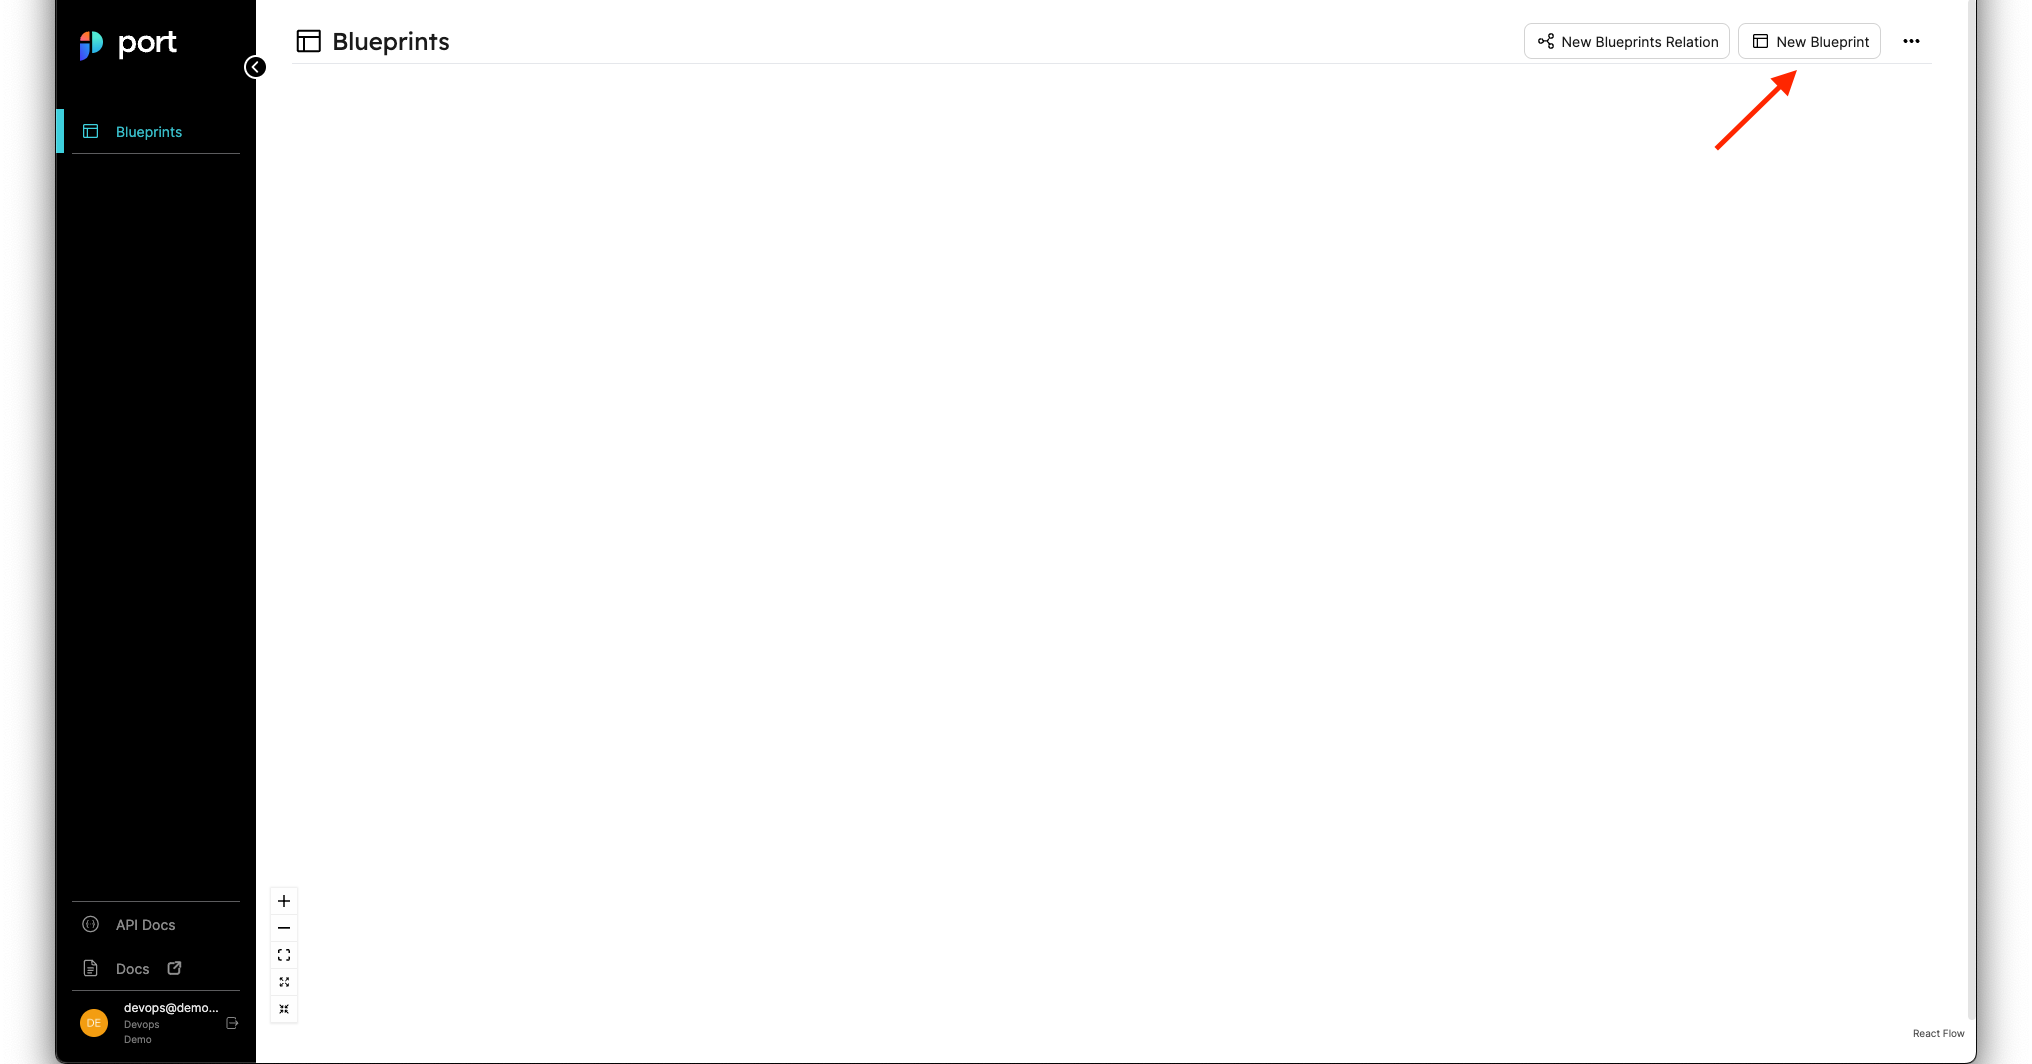 port
Blueprints
New Blueprints Relation
New Blueprint
Blueprints
API Docs
Docs
DE
devops@demo...
Devops
Demo
React Flow